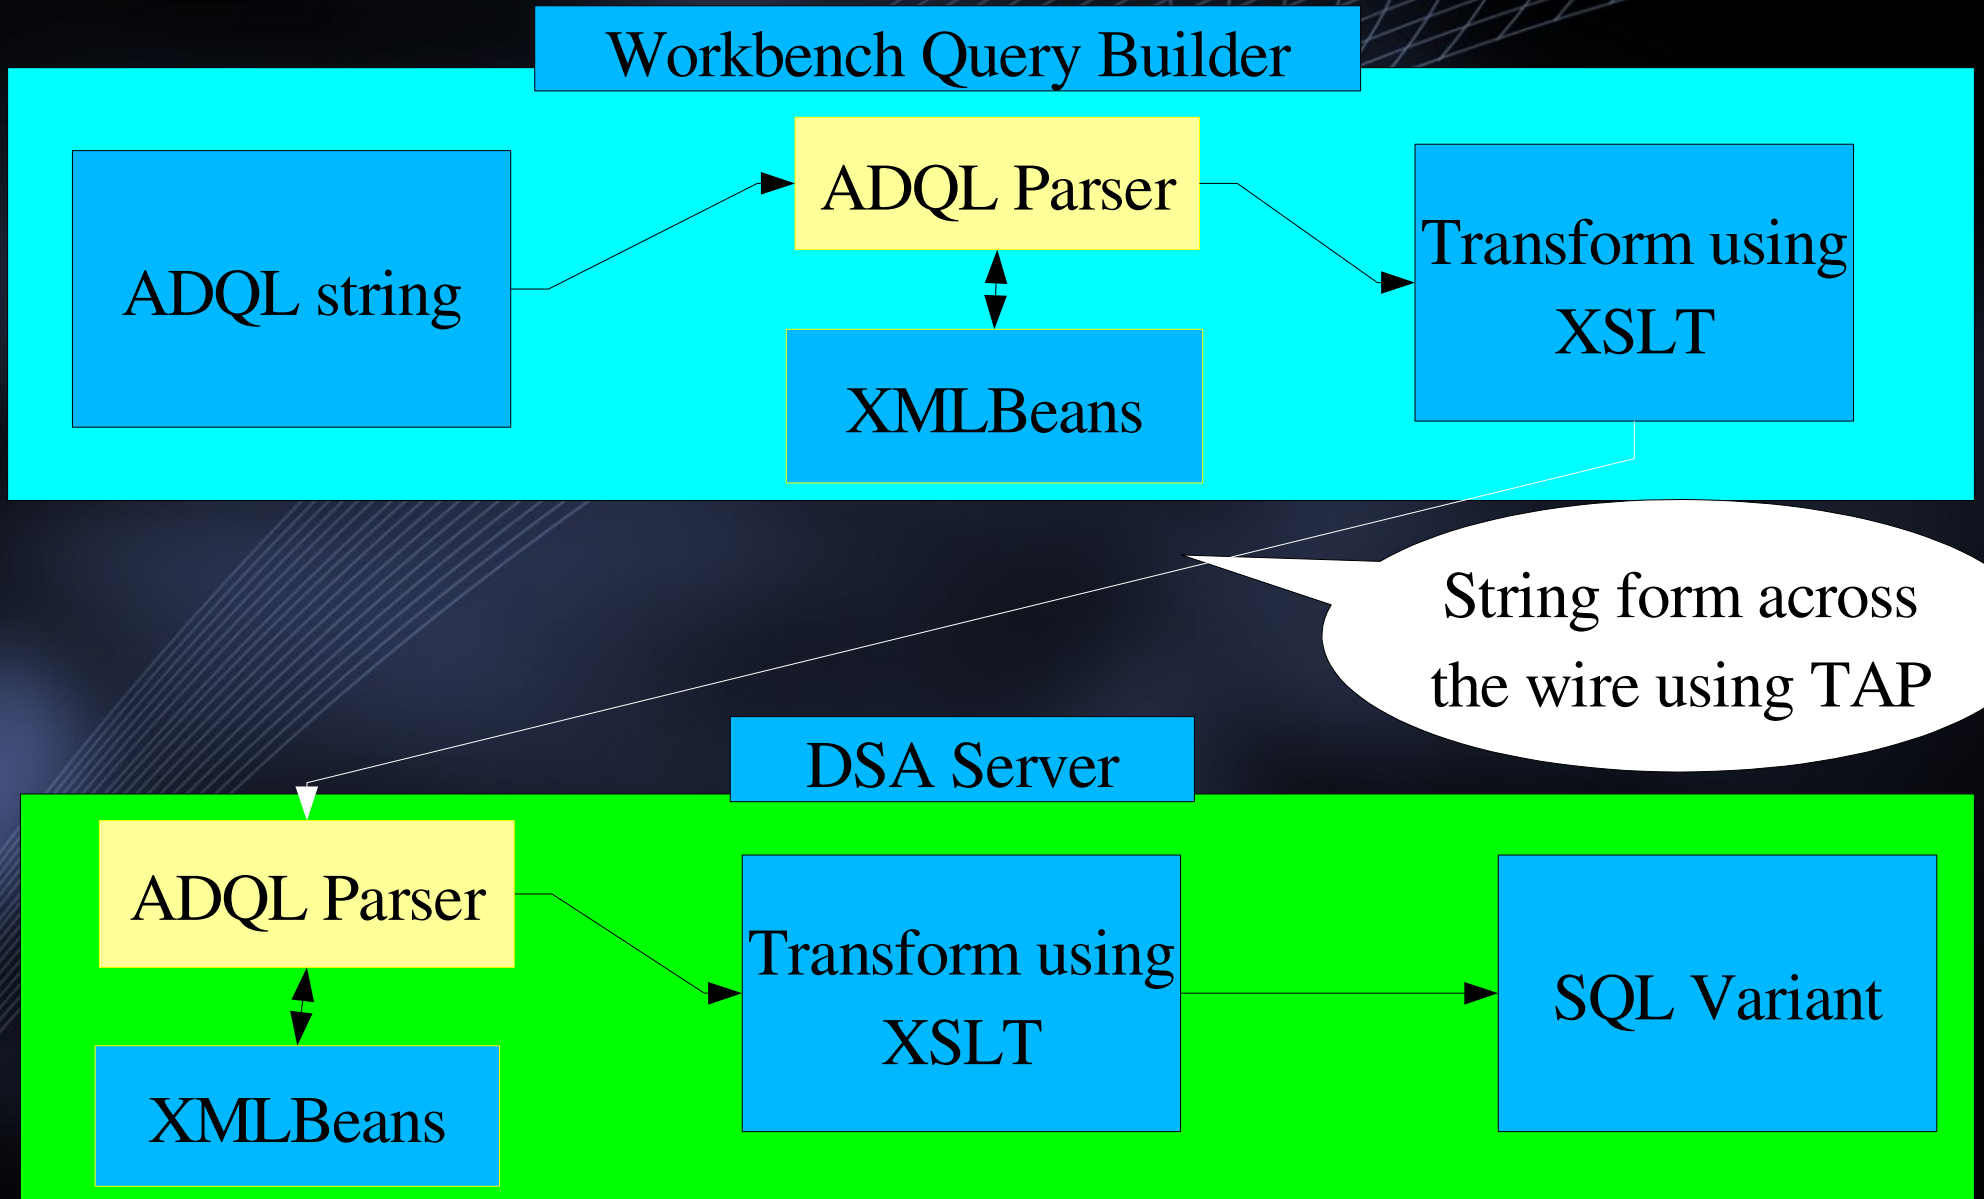 Workbench Query Builder
ADQL string
ADQL Parser
XMLBeans
Transform using
XSLT
String form across
the wire using TAP
DSA Server
ADQL Parser
XMLBeans
Transform using
XSLT
SQL Variant